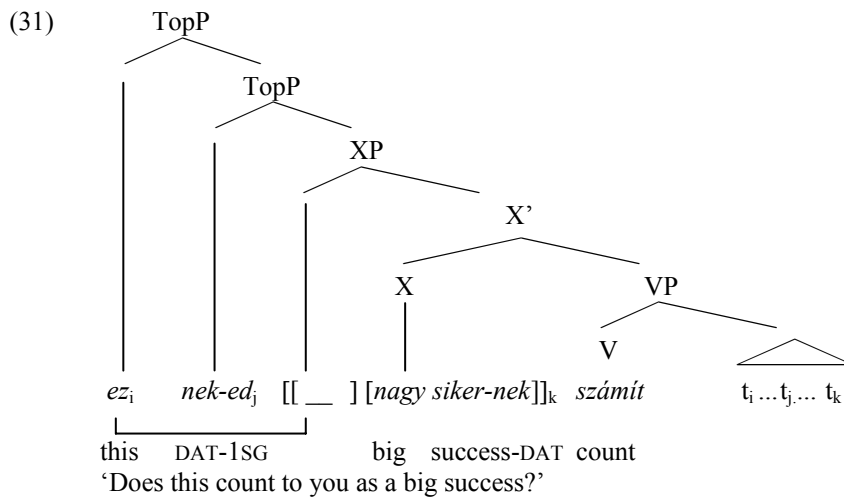 (31) TopP
TopP
XP
X’
X VP
V
ezᵢ nek-edⱼ [[ __ ] [nagy siker-nek]]ₖ számít tᵢ ... tⱼ.... tₖ
this DAT-1SG big success-DAT count
‘Does this count to you as a big success?’